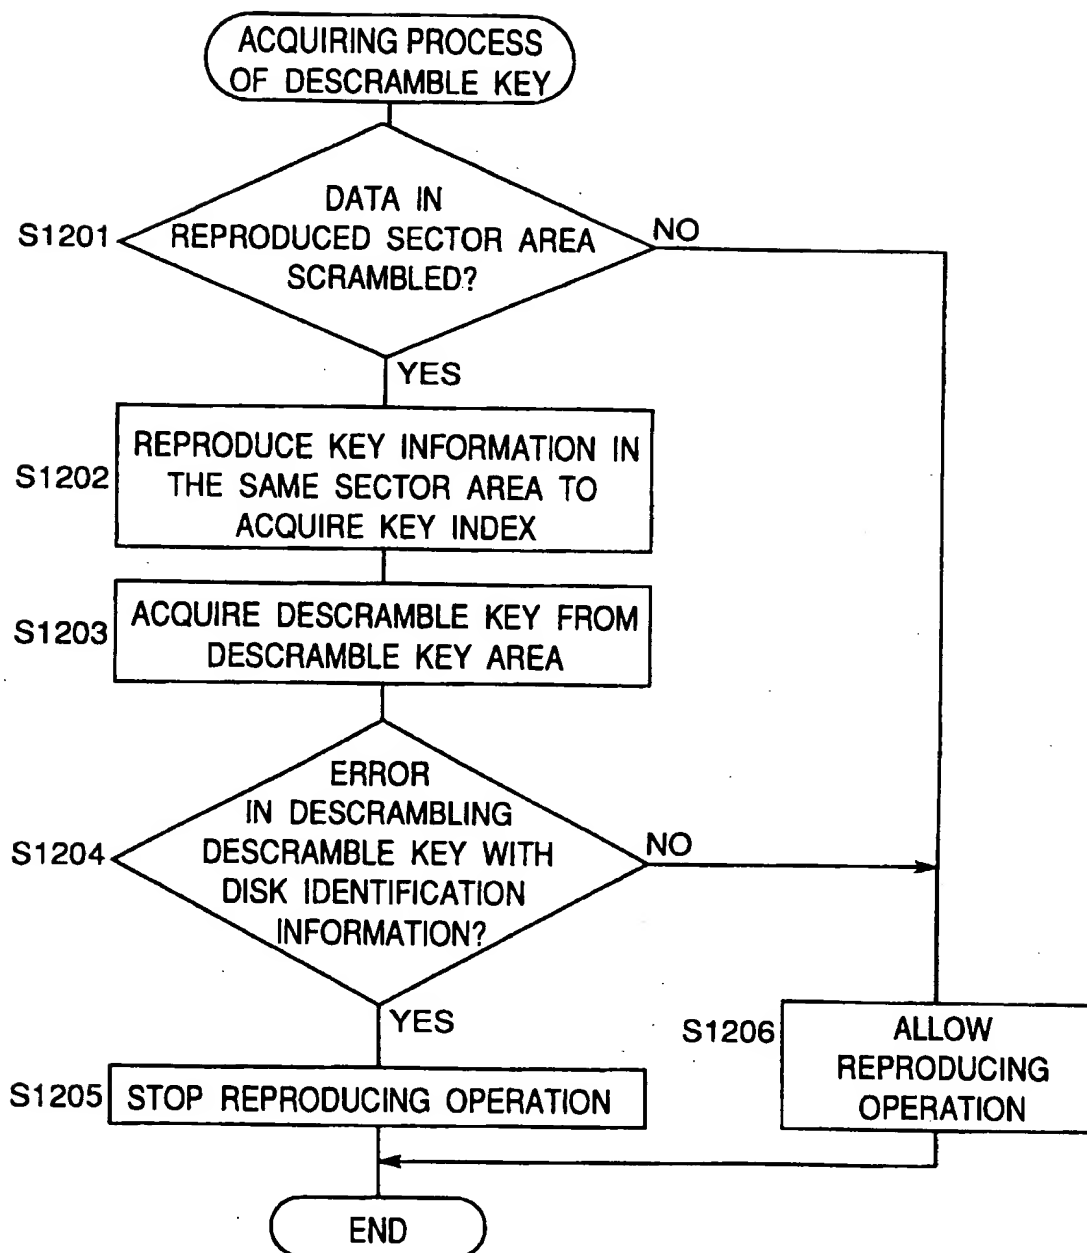 ACQUIRING PROCESS
OF DESCRAMBLE KEY
DATA IN
REPRODUCED SECTOR AREA
SCRAMBLED?
S1201
NO
YES
REPRODUCE KEY INFORMATION IN
THE SAME SECTOR AREA TO
ACQUIRE KEY INDEX
S1202
ACQUIRE DESCRAMBLE KEY FROM
DESCRAMBLE KEY AREA
S1203
ERROR
IN DESCRAMBLING
DESCRAMBLE KEY WITH
DISK IDENTIFICATION
INFORMATION?
S1204
NO
YES
S1206
ALLOW
REPRODUCING
OPERATION
S1205
STOP REPRODUCING OPERATION
END